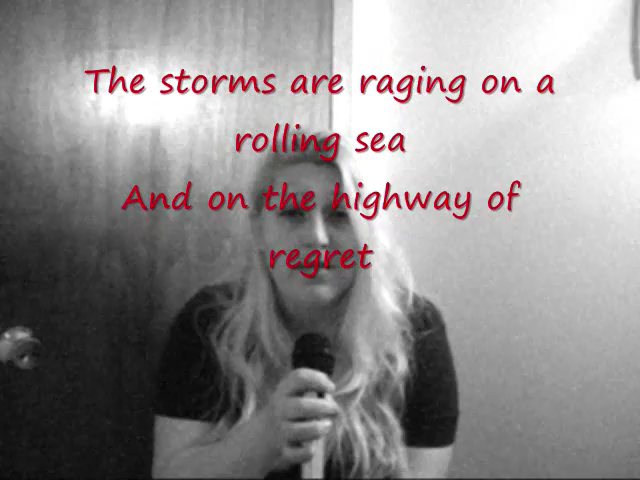 The storms are raging on a
rolling sea
And on the highway of
regret